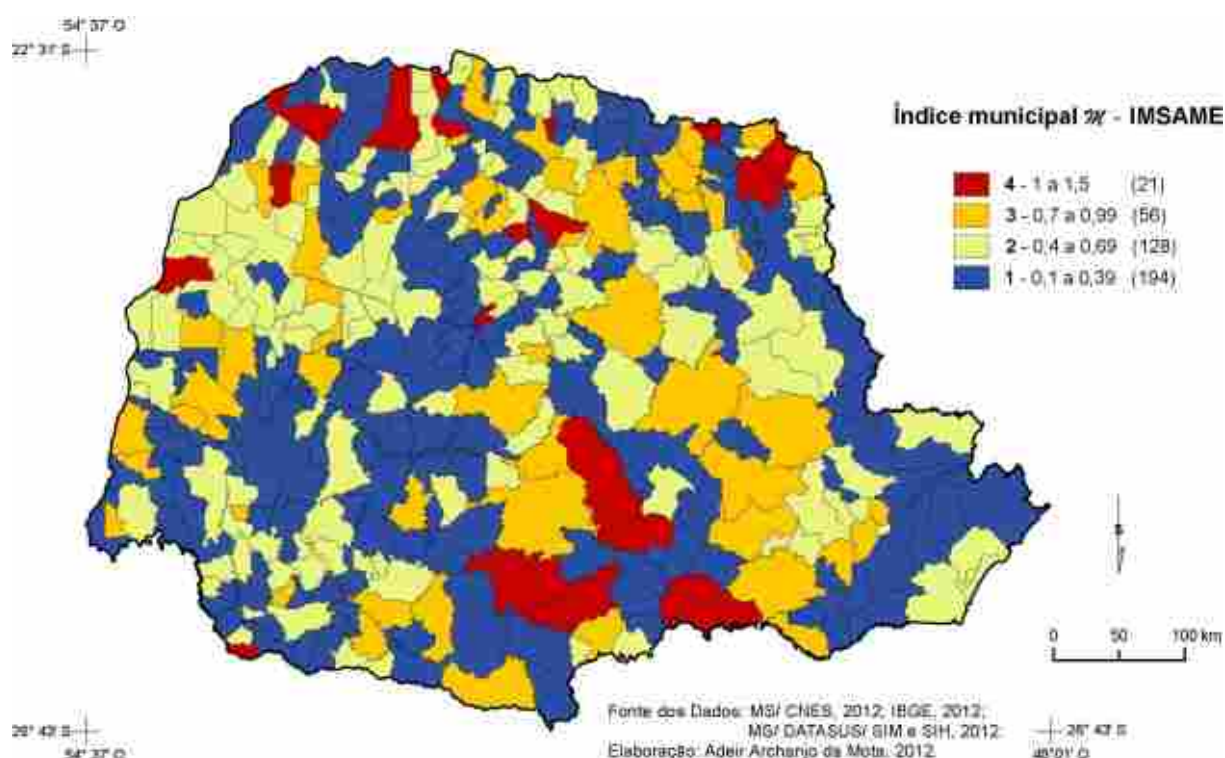 54° 37' O
22° 31' S
Índice municipal 𝓜 - IMSAME
4 - 1 a 1,5 (21)
3 - 0,7 a 0,99 (56)
2 - 0,4 a 0,69 (128)
1 - 0,1 a 0,39 (194)
0 50 100 km
Fonte dos Dados: MS/ CNES, 2012; IBGE, 2012;
MS/ DATASUS/ SIM e SIH, 2012.
Elaboração: Adeir Archanjo da Mota, 2012.
26° 43' S
54° 37' O
26° 43' S
48° 01' O